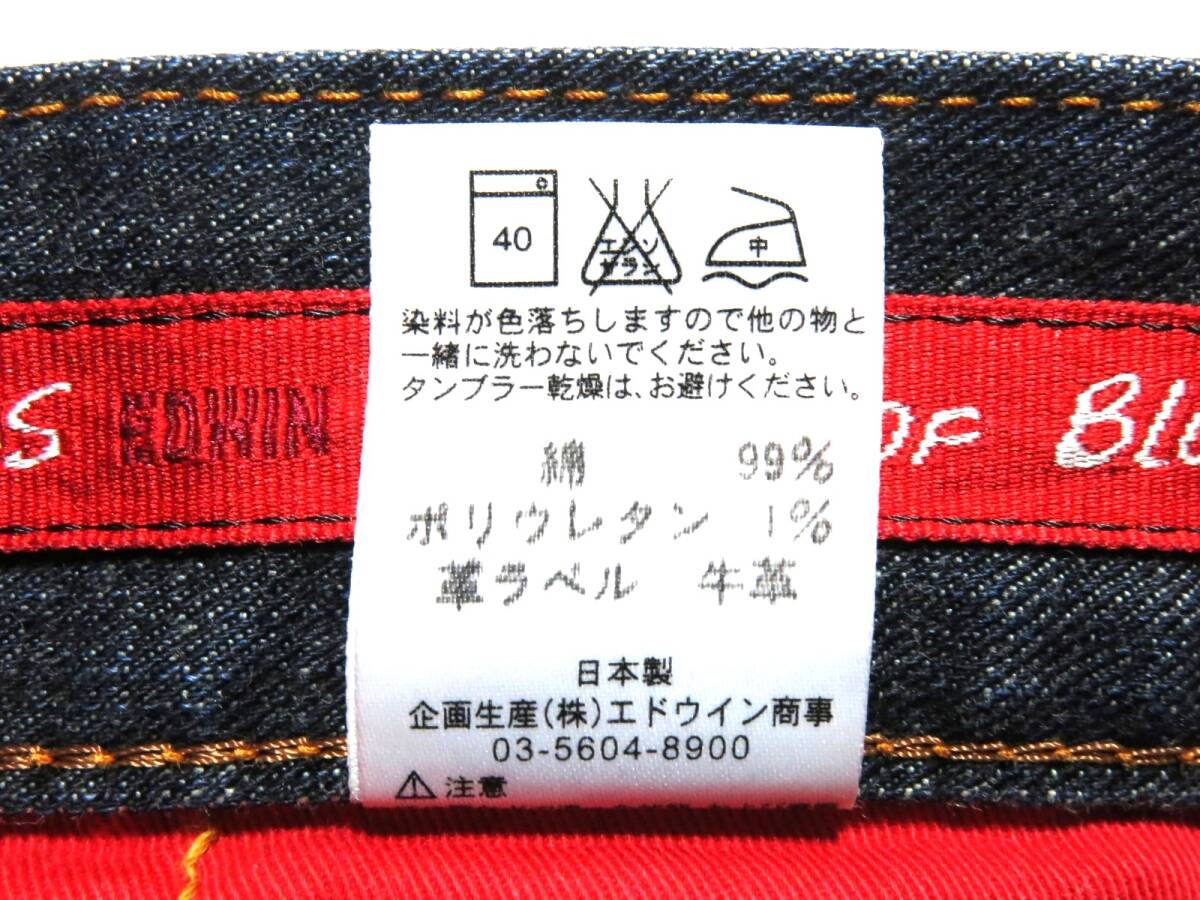 40
エンソ
サラシ
中
染料が色落ちしますので他の物と
一緒に洗わないでください。
タンブラー乾燥は、お避けください。
S EDWIN
OF BLU
綿 99%
ポリウレタン 1%
革ラベル 牛革
日本製
企画生産(株)エドウイン商事
03-5604-8900
⚠注意